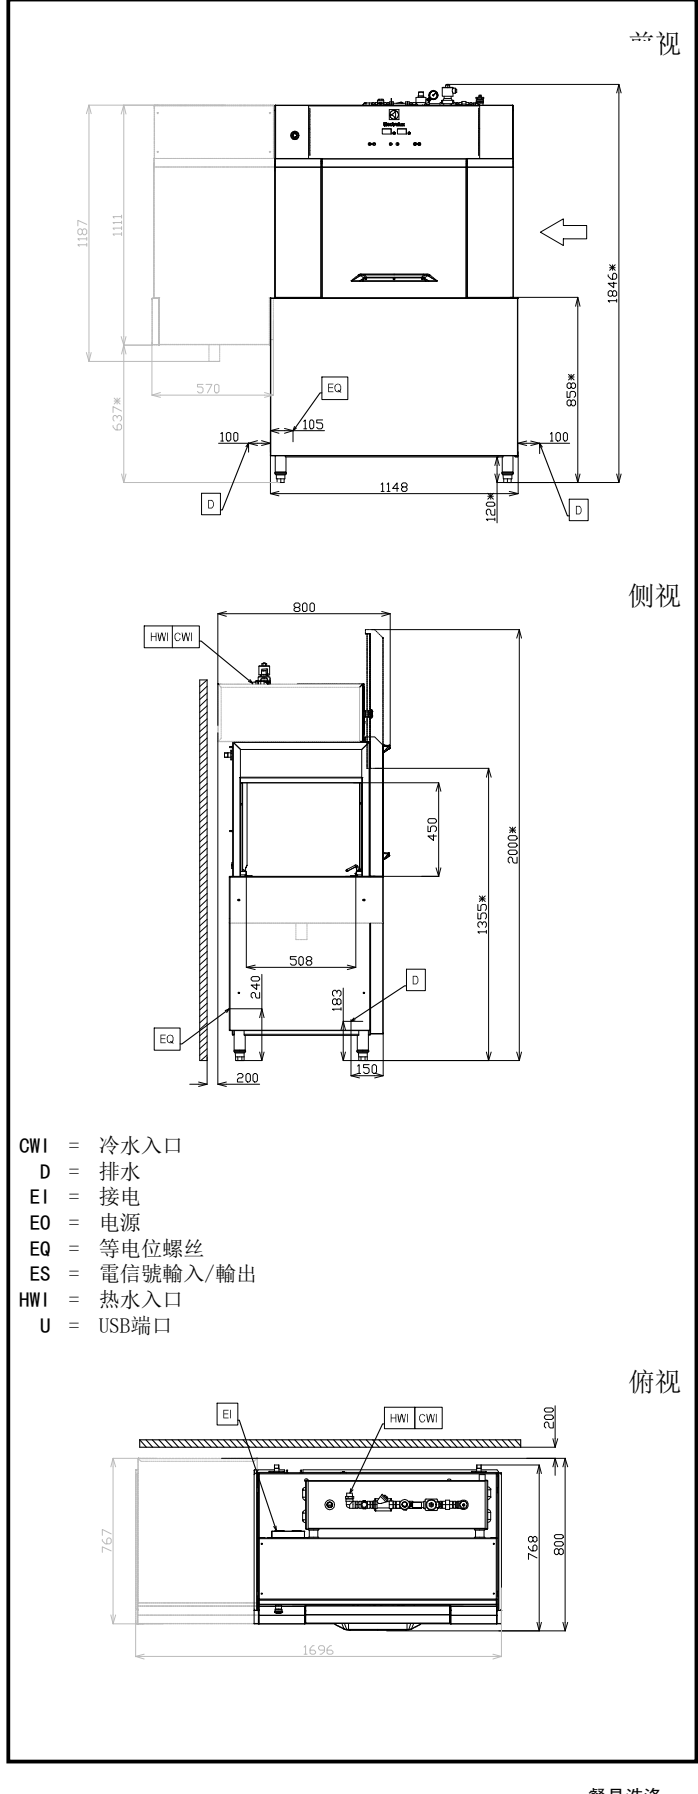 前视
1846*
1187
1111
858*
637*
570
EQ
105
100
100
D
D
1148
120*
侧视
800
HWI CWI
450
2000*
1355*
508
240
183
D
EQ
150
200
CWI = 冷水入口
D = 排水
EI = 接电
EO = 电源
EQ = 等电位螺丝
ES = 電信號輸入/輸出
HWI = 热水入口
U = USB端口
俯视
EI
HWI CWI
200
767
768
800
1696